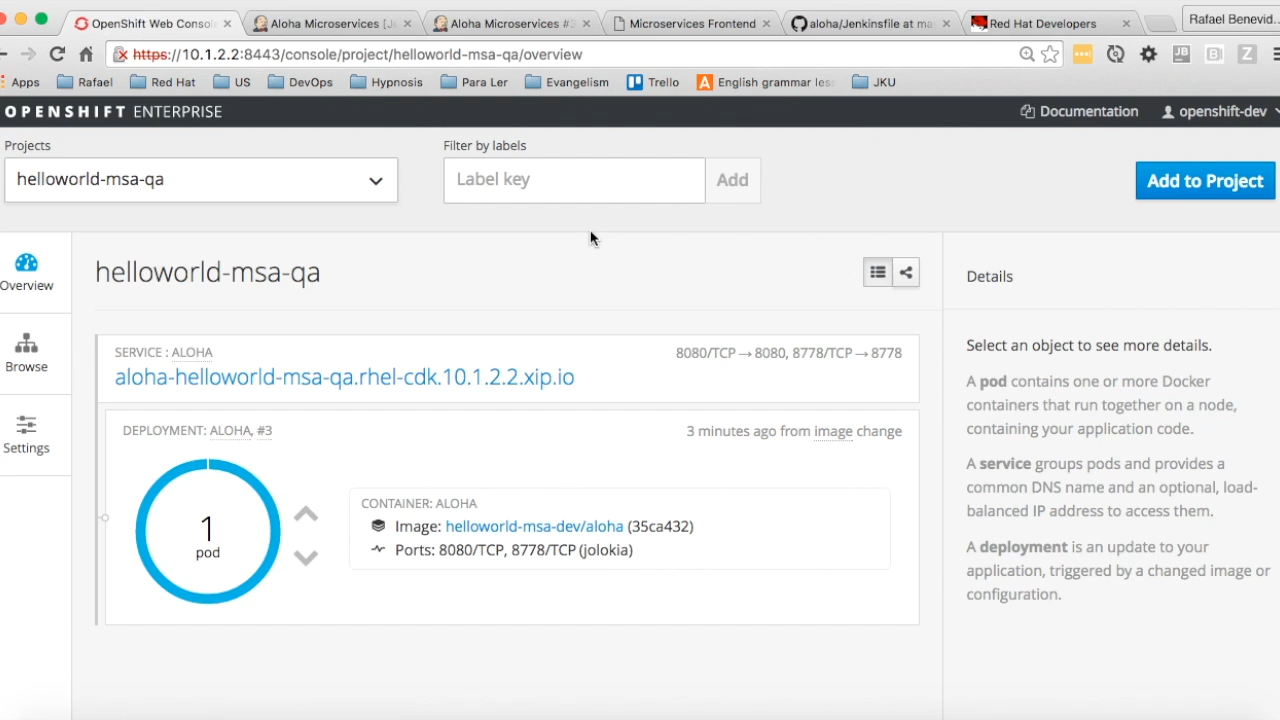 OpenShift Web Conso
Aloha Microservices [Je
Aloha Microservices #
Microservices Frontend
aloha/Jenkinsfile at ma
Red Hat Developers
Rafael Benevid...
https://10.1.2.2:8443/console/project/helloworld-msa-qa/overview
Apps
Rafael
Red Hat
US
DevOps
Hypnosis
Para Ler
Evangelism
Trello
English grammar les
JKU
OPENSHIFT ENTERPRISE
Documentation
openshift-dev
Projects
helloworld-msa-qa
Filter by labels
Label key
Add
Add to Project
Overview
Browse
Settings
helloworld-msa-qa
SERVICE : ALOHA
8080/TCP → 8080, 8778/TCP → 8778
aloha-helloworld-msa-qa.rhel-cdk.10.1.2.2.xip.io
DEPLOYMENT: ALOHA, #3
3 minutes ago from image change
1
pod
CONTAINER: ALOHA
Image: helloworld-msa-dev/aloha (35ca432)
Ports: 8080/TCP, 8778/TCP (jolokia)
Details
Select an object to see more details.
A pod contains one or more Docker
containers that run together on a node,
containing your application code.
A service groups pods and provides a
common DNS name and an optional, load-
balanced IP address to access them.
A deployment is an update to your
application, triggered by a changed image or
configuration.